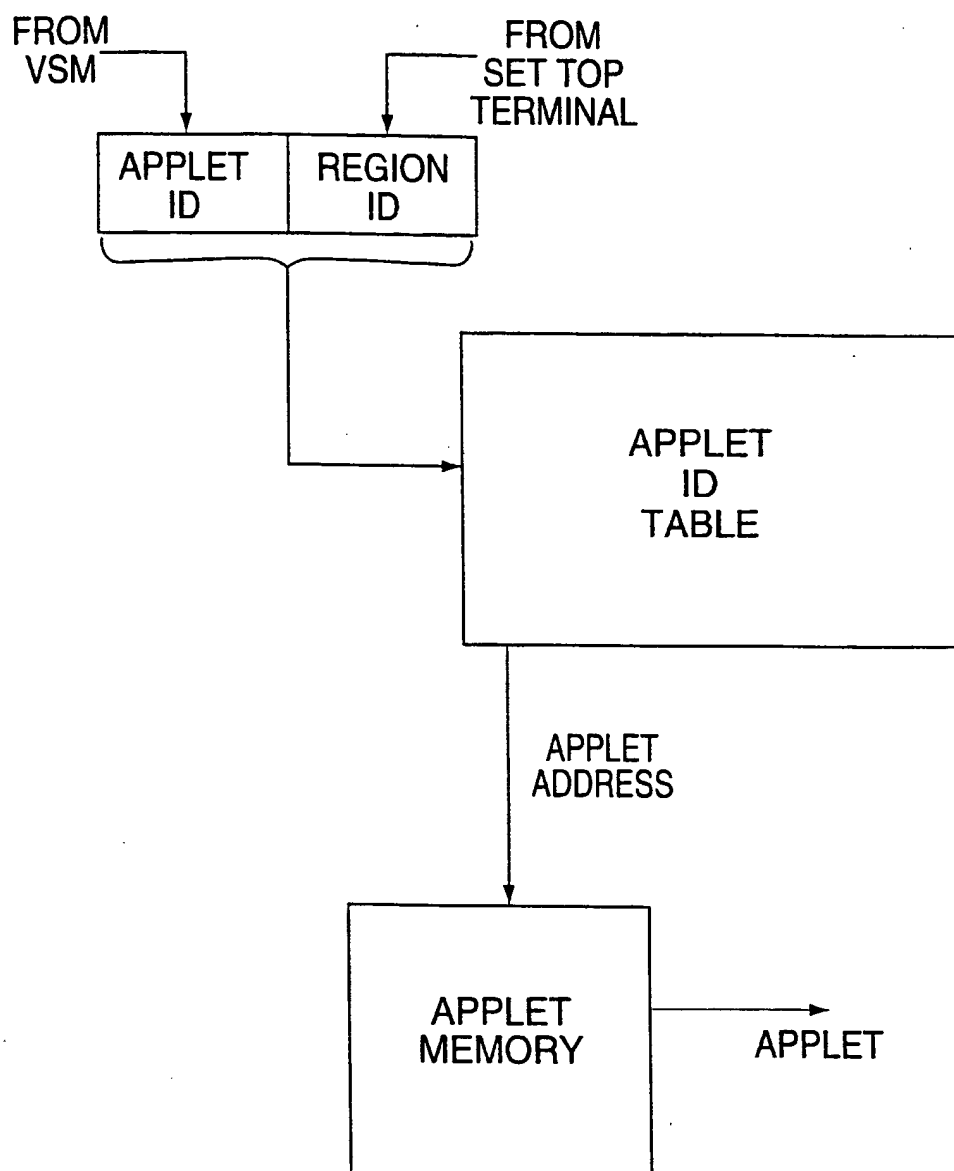 FROM
VSM
FROM
SET TOP
TERMINAL
APPLET
ID
REGION
ID
APPLET
ID
TABLE
APPLET
ADDRESS
APPLET
MEMORY
APPLET